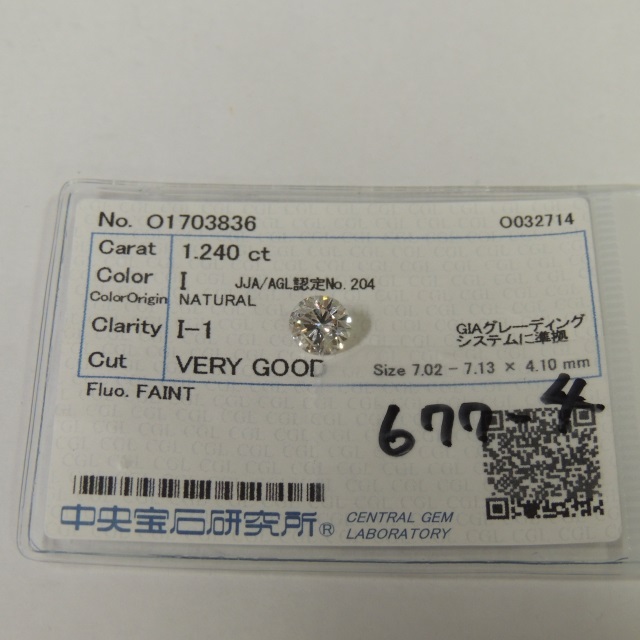 No. O1703836 O032714
Carat 1.240 ct
Color I JJA/AGL認定No. 204
ColorOrigin NATURAL
Clarity I-1 GIAグレーディング
システムに準拠
Cut VERY GOOD Size 7.02 - 7.13 × 4.10 mm
Fluo. FAINT
677-4
中央宝石研究所® CENTRAL GEM
LABORATORY